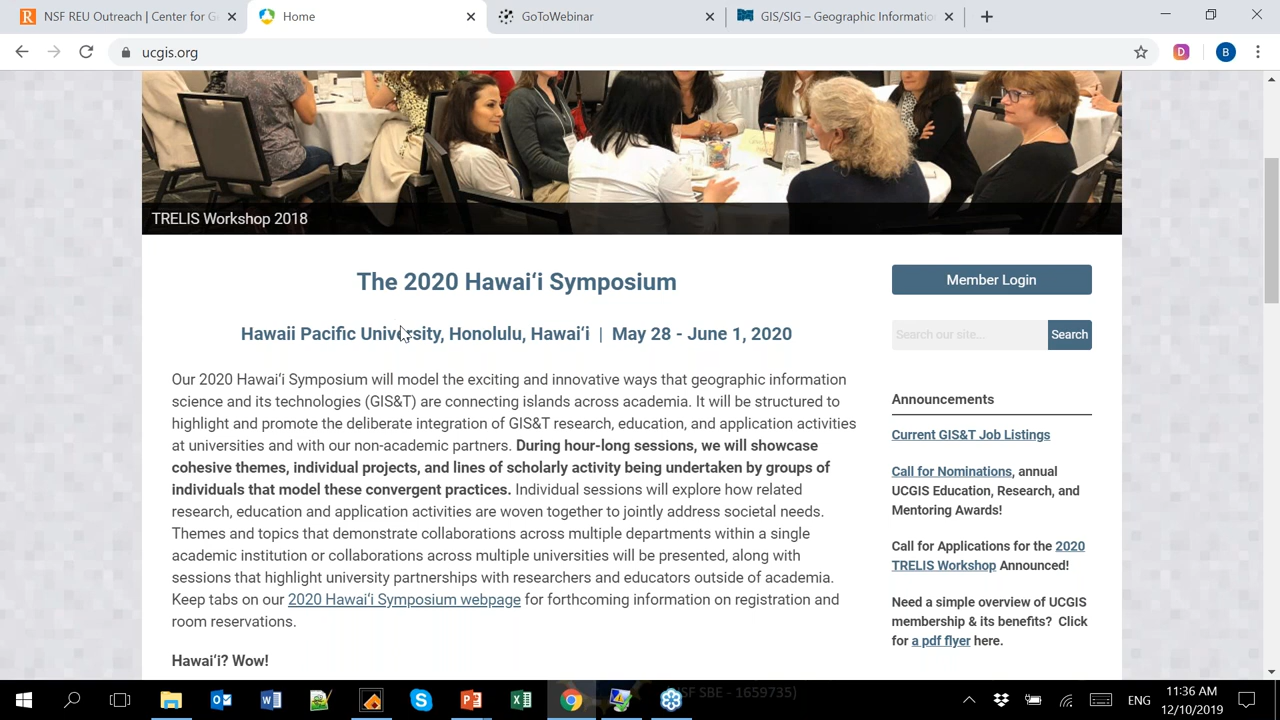 NSF REU Outreach | Center for G
Home
GoToWebinar
GIS/SIG – Geographic Informatio
ucgis.org
D
B
TRELIS Workshop 2018
The 2020 Hawai‘i Symposium
Hawaii Pacific University, Honolulu, Hawai‘i | May 28 - June 1, 2020
Our 2020 Hawai‘i Symposium will model the exciting and innovative ways that geographic information
science and its technologies (GIS&T) are connecting islands across academia. It will be structured to
highlight and promote the deliberate integration of GIS&T research, education, and application activities
at universities and with our non-academic partners. During hour-long sessions, we will showcase
cohesive themes, individual projects, and lines of scholarly activity being undertaken by groups of
individuals that model these convergent practices. Individual sessions will explore how related
research, education and application activities are woven together to jointly address societal needs.
Themes and topics that demonstrate collaborations across multiple departments within a single
academic institution or collaborations across multiple universities will be presented, along with
sessions that highlight university partnerships with researchers and educators outside of academia.
Keep tabs on our 2020 Hawai‘i Symposium webpage for forthcoming information on registration and
room reservations.
Hawai‘i? Wow!
Member Login
Search our site...
Search
Announcements
Current GIS&T Job Listings
Call for Nominations, annual
UCGIS Education, Research, and
Mentoring Awards!
Call for Applications for the 2020
TRELIS Workshop Announced!
Need a simple overview of UCGIS
membership & its benefits? Click
for a pdf flyer here.
SF SBE - 1659735)
ENG
11:36 AM
12/10/2019